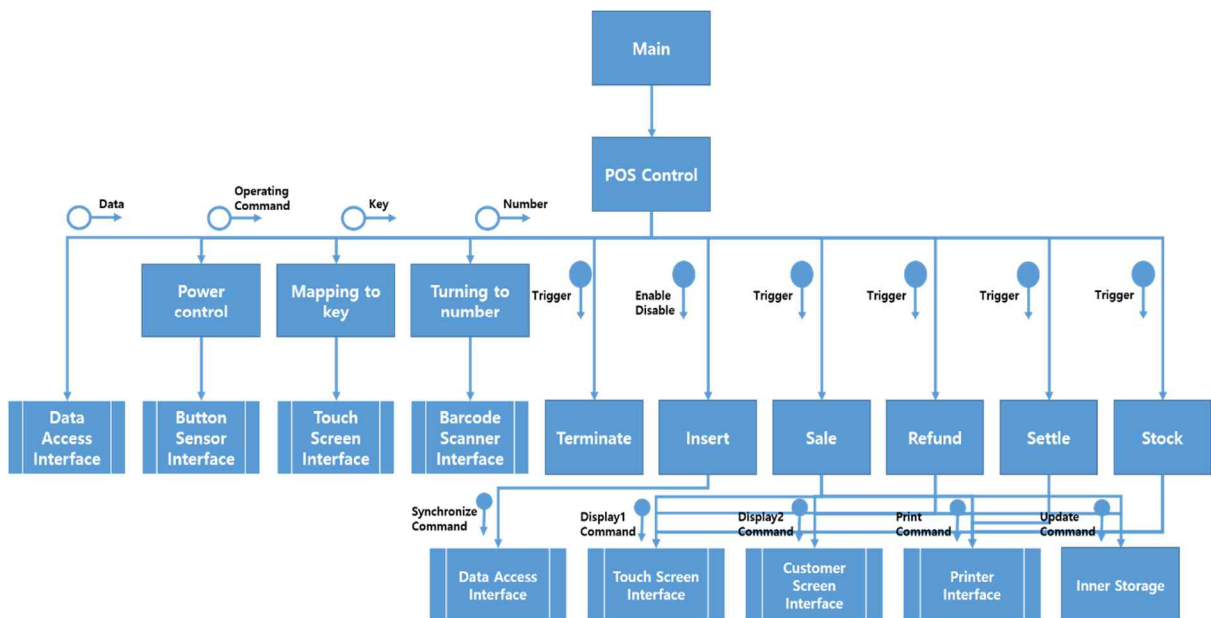 Main
POS Control
Data
Operating
Command
Key
Number
Power
control
Mapping to
key
Turning to
number
Trigger
Enable
Disable
Trigger
Trigger
Trigger
Trigger
Data
Access
Interface
Button
Sensor
Interface
Touch
Screen
Interface
Barcode
Scanner
Interface
Terminate
Insert
Sale
Refund
Settle
Stock
Synchronize
Command
Display1
Command
Display2
Command
Print
Command
Update
Command
Data Access
Interface
Touch Screen
Interface
Customer
Screen
Interface
Printer
Interface
Inner Storage